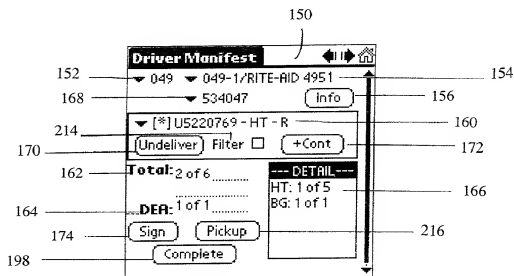 150
Driver Manifest
152 049 049-1/RITE-AID 4951 154
168 534047 info 156
214 [*] U5220769 - HT - R 160
170 Undeliver Filter +Cont 172
162 Total: 2 of 6 --- DETAIL---
HT: 1 of 5 166
164 DEA: 1 of 1 BG: 1 of 1
174 Sign Pickup 216
198 Complete